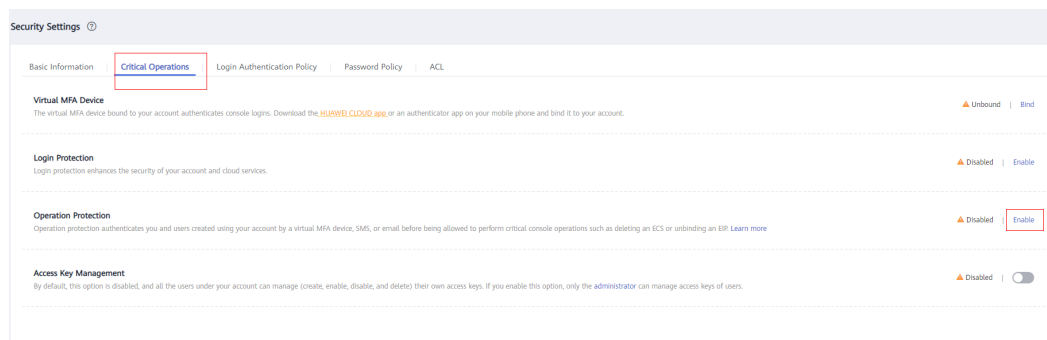 Security Settings ?
Basic Information | Critical Operations | Login Authentication Policy | Password Policy | ACL
Virtual MFA Device
The virtual MFA device bound to your account authenticates console logins. Download the HUAWEI CLOUD app or an authenticator app on your mobile phone and bind it to your account.
Unbound | Bind
Login Protection
Login protection enhances the security of your account and cloud services.
Disabled | Enable
Operation Protection
Operation protection authenticates you and users created using your account by a virtual MFA device, SMS, or email before being allowed to perform critical console operations such as deleting an ECS or unbinding an EIP. Learn more
Disabled | Enable
Access Key Management
By default, this option is disabled, and all the users under your account can manage (create, enable, disable, and delete) their own access keys. If you enable this option, only the administrator can manage access keys of users.
Disabled |